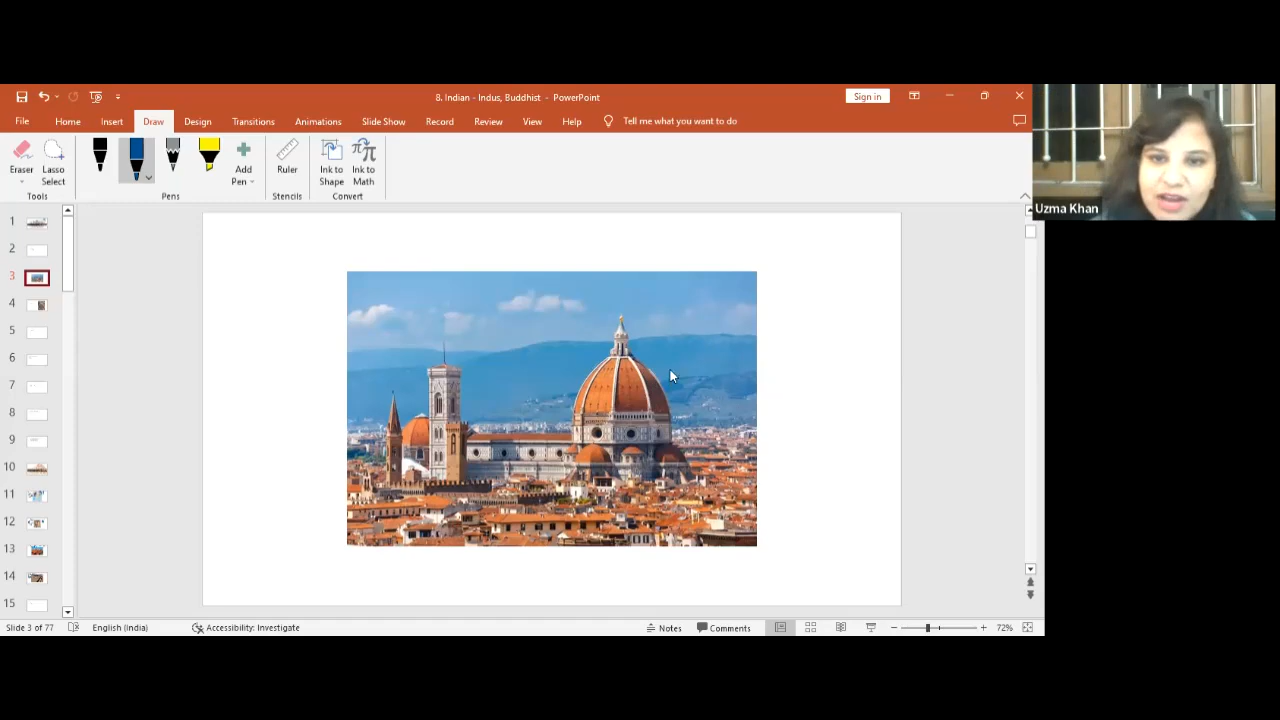 8. Indian - Indus, Buddhist - PowerPoint
Sign in
File Home Insert Draw Design Transitions Animations Slide Show Record Review View Help Tell me what you want to do
Eraser
Lasso
Select
Add
Pen
Ruler
Ink to
Shape
Ink to
Math
Tools
Pens
Stencils
Convert
Uzma Khan
1
2
3
4
5
6
7
8
9
10
11
12
13
14
15
Slide 3 of 77 English (India) Accessibility: Investigate Notes Comments 72%